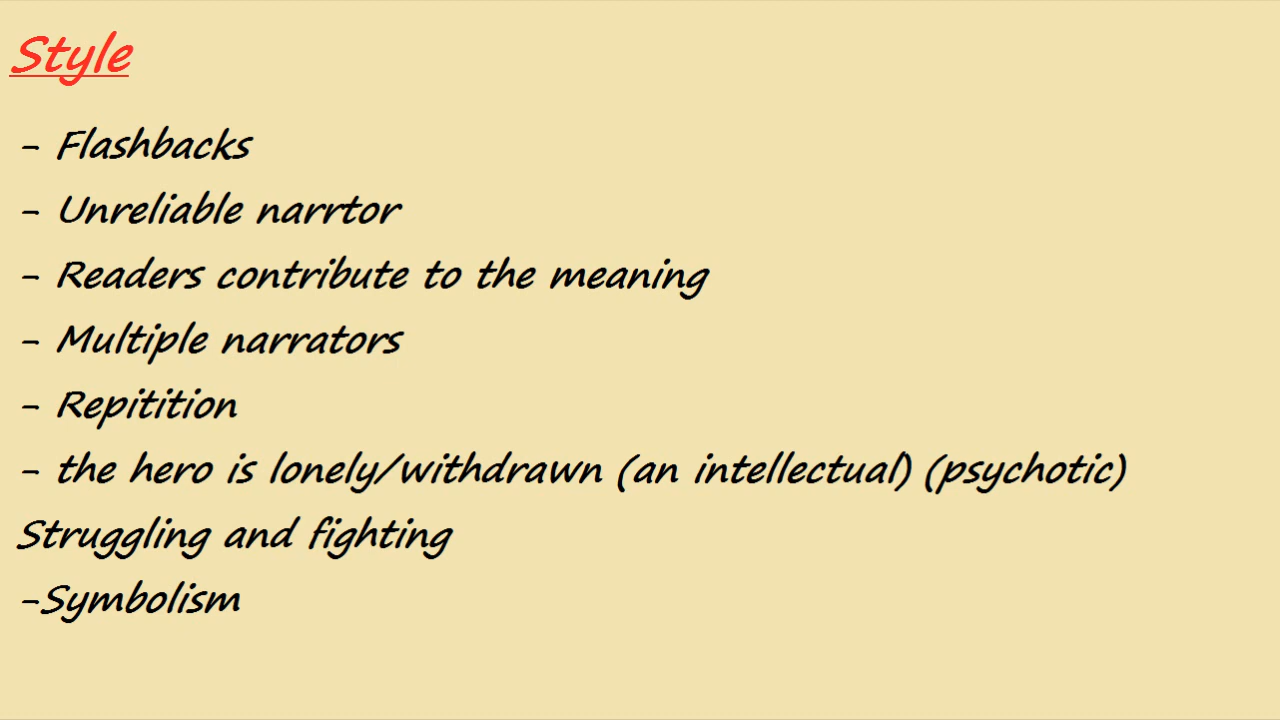 Style
- Flashbacks
- Unreliable narrtor
- Readers contribute to the meaning
- Multiple narrators
- Repitition
- the hero is lonely/withdrawn (an intellectual) (psychotic)
Struggling and fighting
-Symbolism